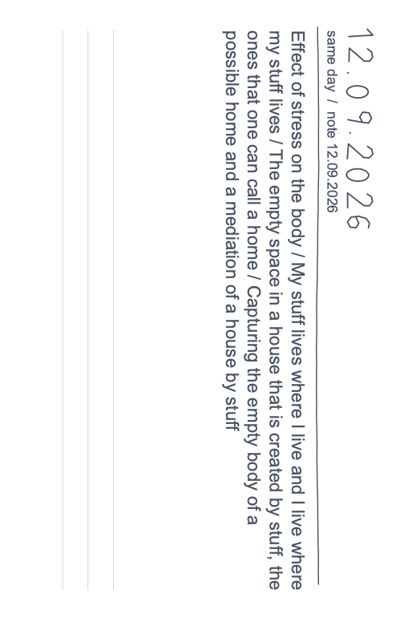 12.09.2026
same day / note 12.09.2026
Effect of stress on the body / My stuff lives where I live and I live where
my stuff lives / The empty space in a house that is created by stuff, the
ones that one can call a home / Capturing the empty body of a
possible home and a mediation of a house by stuff